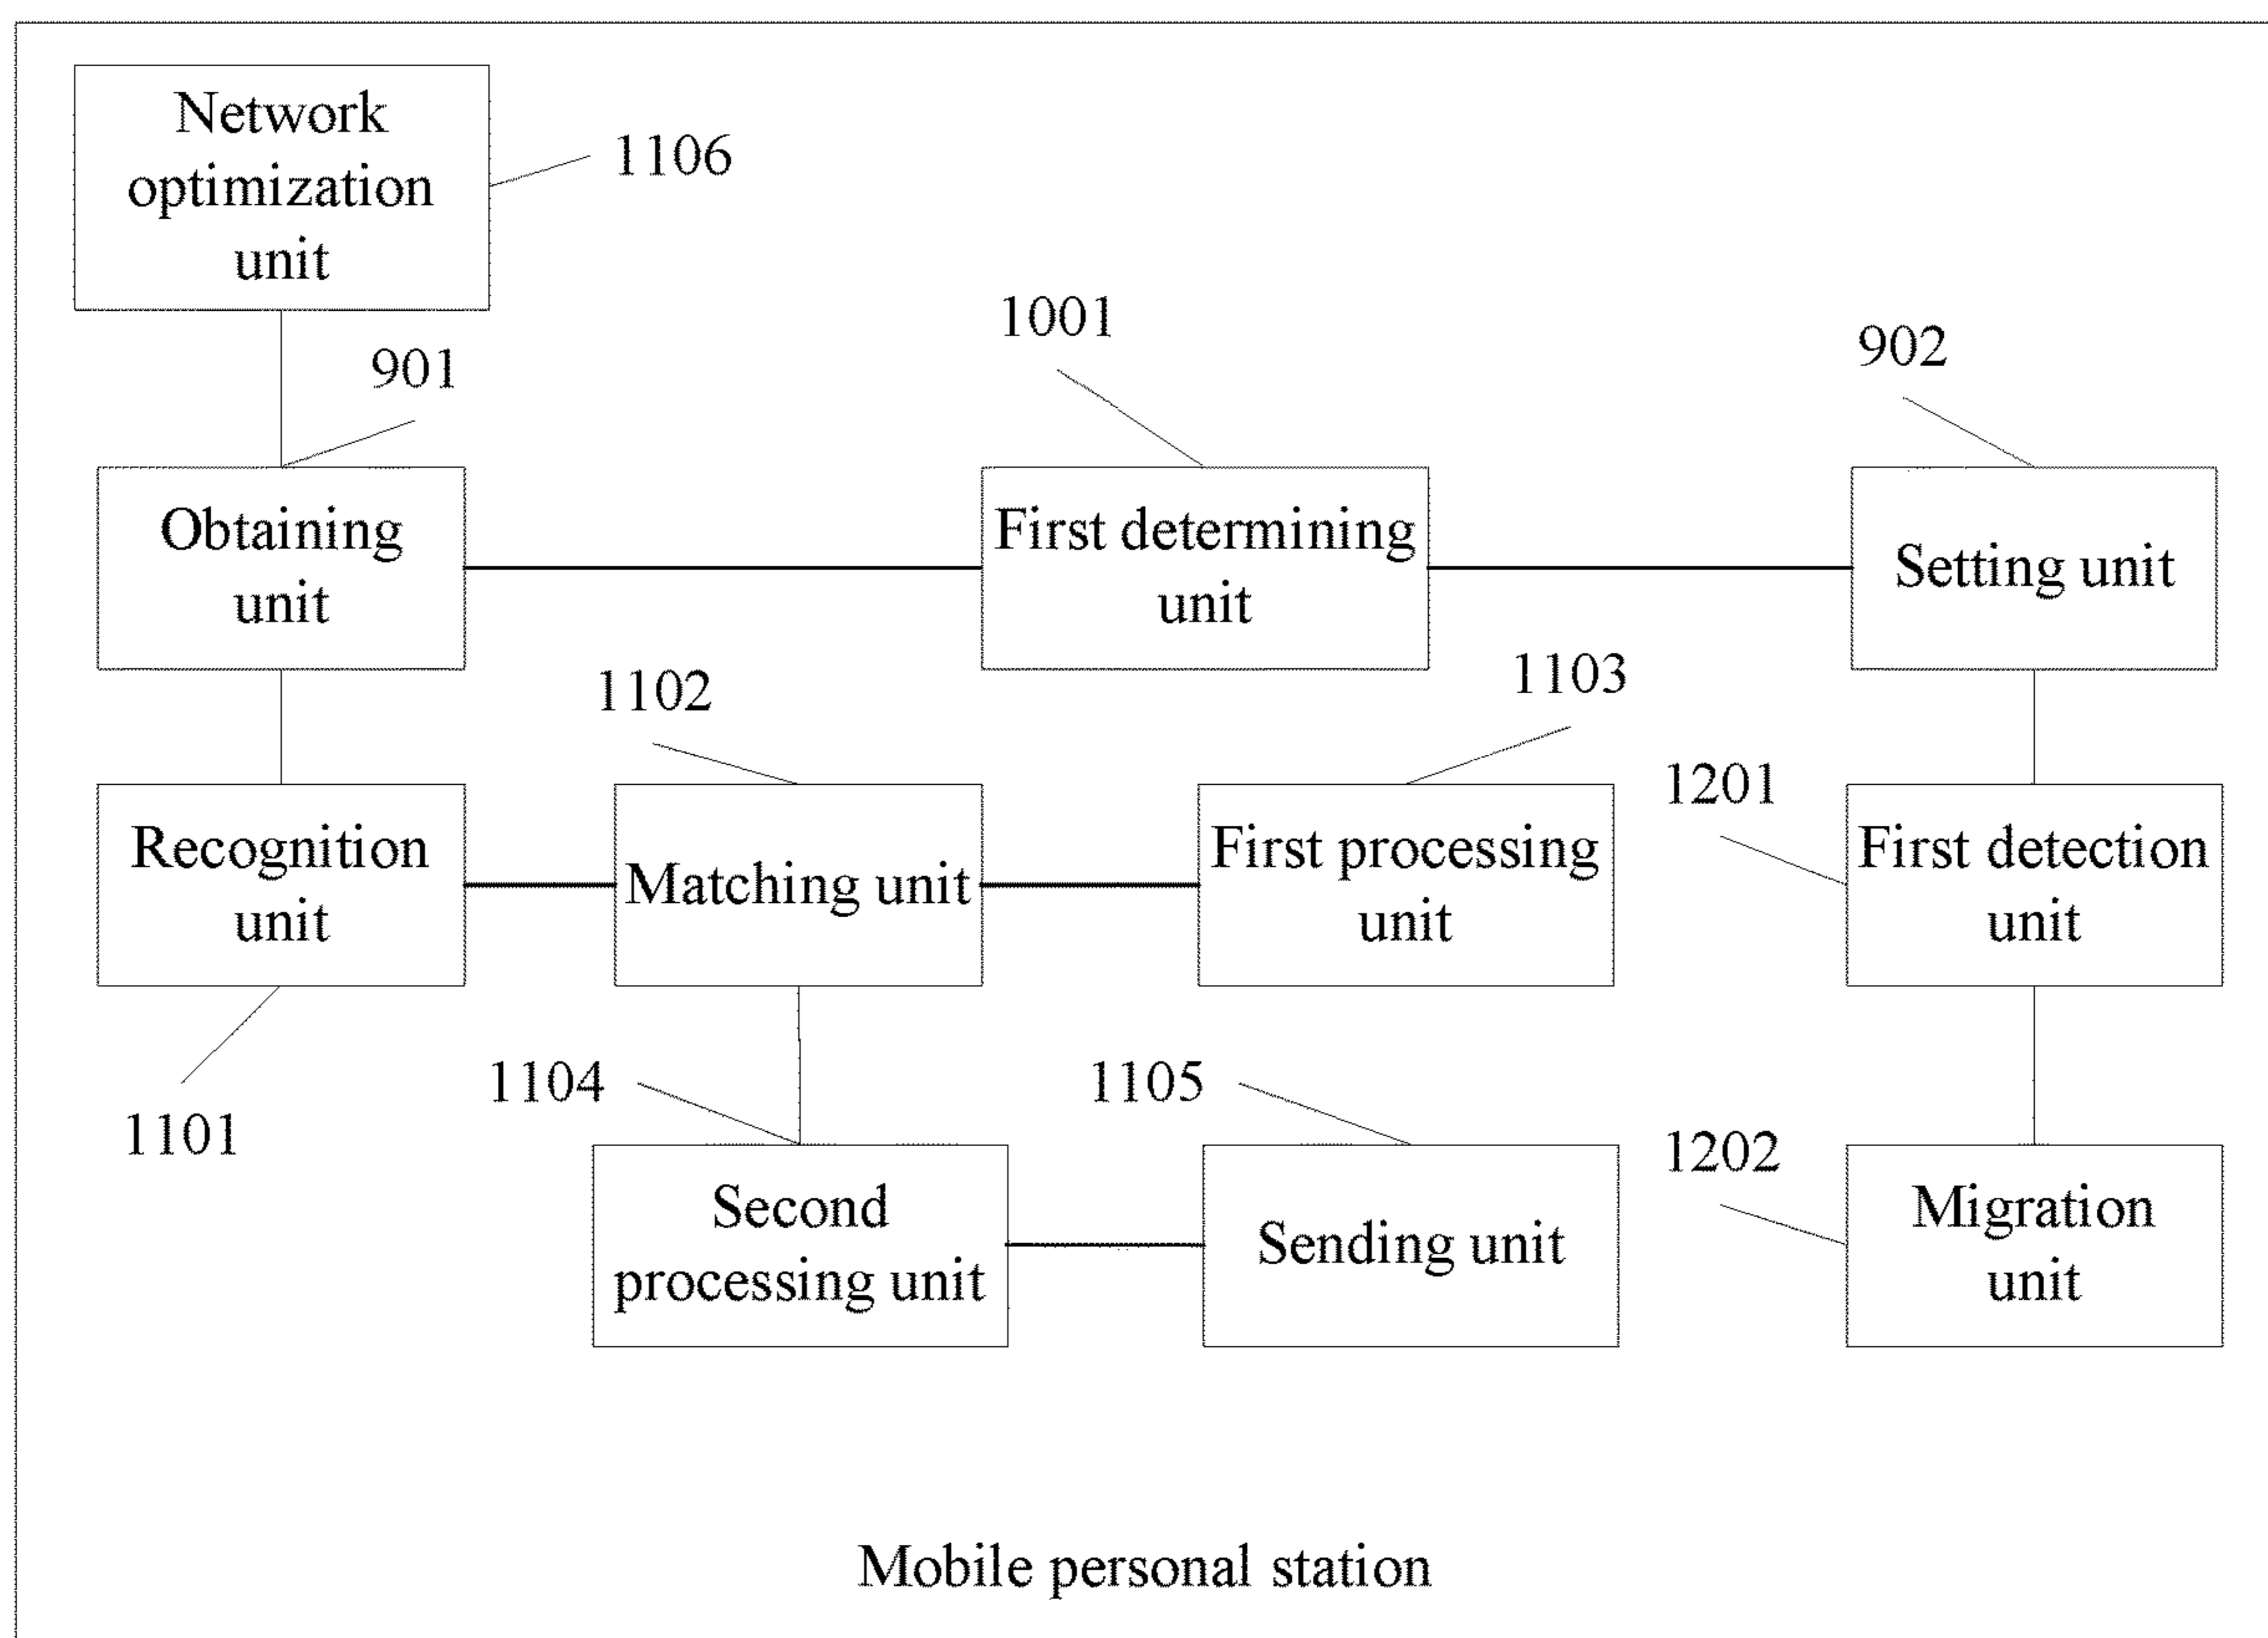 Network
optimization
unit
1106
901
1001
902
Obtaining
unit
First determining
unit
Setting unit
1102
1103
1201
Recognition
unit
Matching unit
First processing
unit
First detection
unit
1101
1104
1105
1202
Second
processing unit
Sending unit
Migration
unit
Mobile personal station